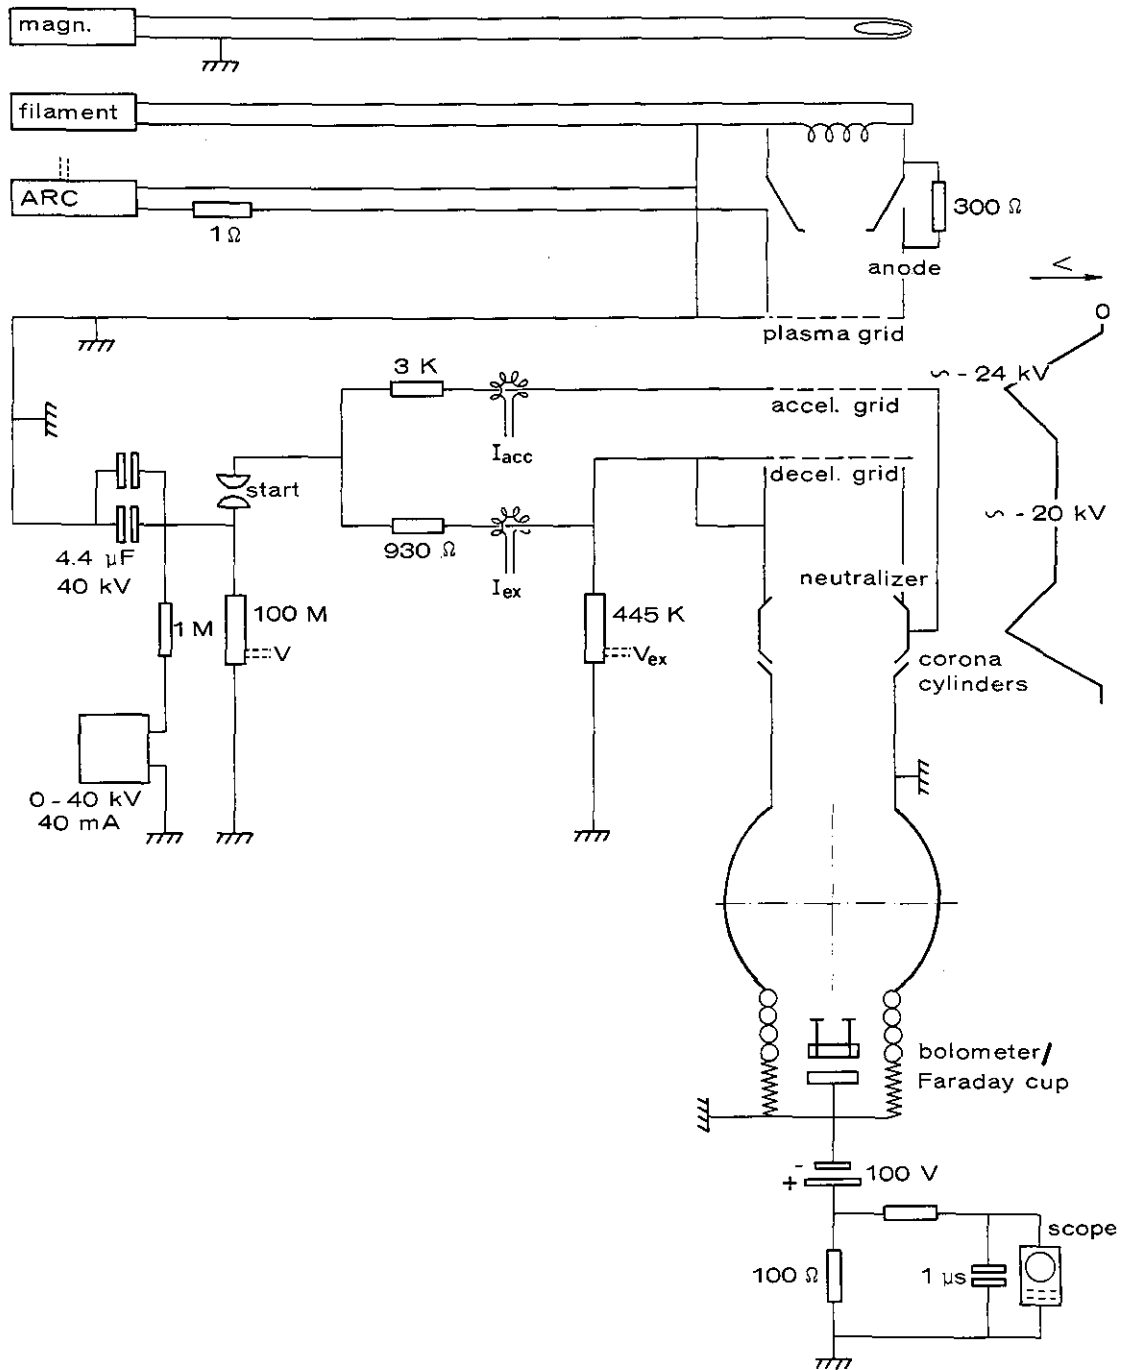 magn.
filament
ARC
1Ω
300 Ω
anode
<
0
plasma grid
3 K
∽ - 24 kV
accel. grid
Iacc
decel. grid
start
∽ - 20 kV
930 Ω
4.4 µF
40 kV
Iex
neutralizer
1 M
100 M
V
445 K
Vex
corona
cylinders
0-40 kV
40 mA
bolometer/
Faraday cup
-
+
100 V
scope
100 Ω
1 µs